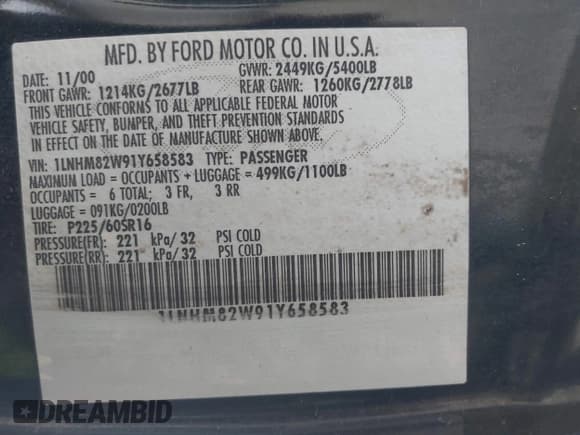 MFD. BY FORD MOTOR CO. IN U.S.A.
DATE: 11/00 GVWR: 2449KG/5400LB
FRONT GAWR: 1214KG/2677LB REAR GAWR: 1260KG/2778LB
THIS VEHICLE CONFORMS TO ALL APPLICABLE FEDERAL MOTOR
VEHICLE SAFETY, BUMPER, AND THEFT PREVENTION STANDARDS
IN EFFECT ON THE DATE OF MANUFACTURE SHOWN ABOVE.
VIN: 1LNHM82W91Y658583 TYPE: PASSENGER
MAXIMUM LOAD = OCCUPANTS + LUGGAGE = 499KG/1100LB
OCCUPANTS = 6 TOTAL; 3 FR, 3 RR
LUGGAGE = 091KG/0200LB
TIRE: P225/60SR16
PRESSURE(FR): 221 kPa/ 32 PSI COLD
PRESSURE(RR): 221 kPa/ 32 PSI COLD
1LNHM82W91Y658583
DREAMBID